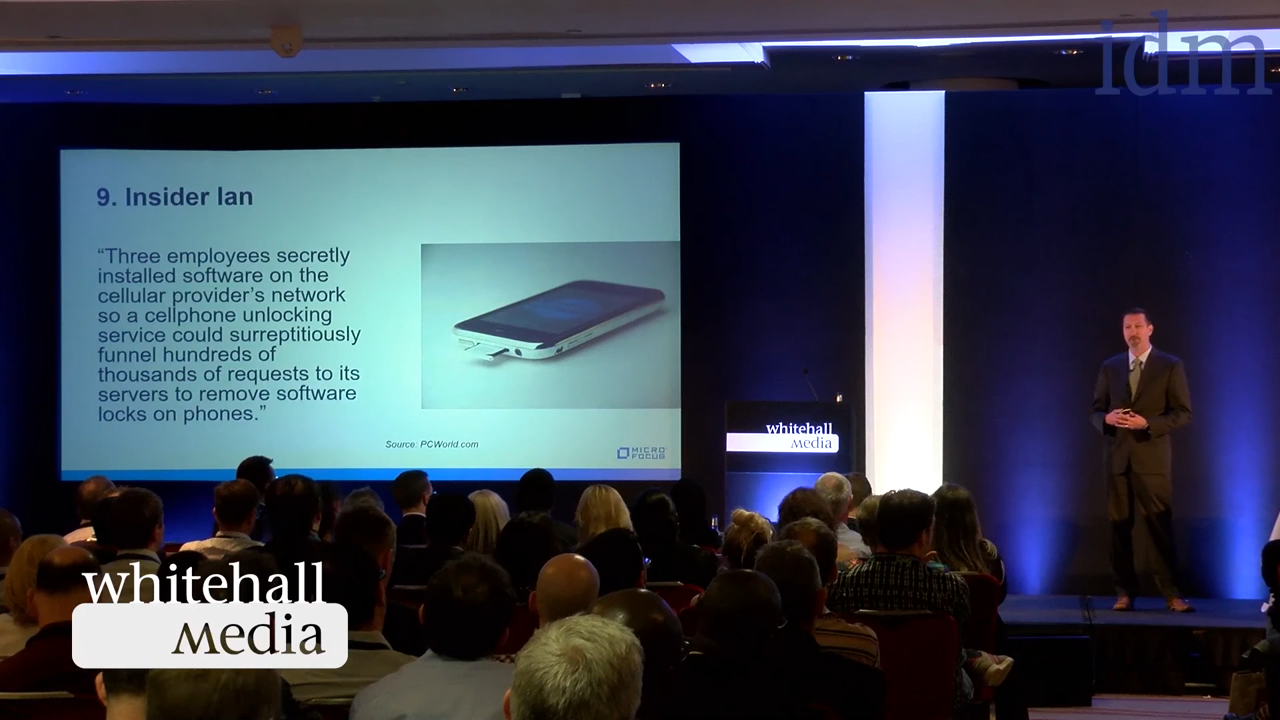 idm
9. Insider Ian
“Three employees secretly
installed software on the
cellular provider’s network
so a cellphone unlocking
service could surreptitiously
funnel hundreds of
thousands of requests to its
servers to remove software
locks on phones.”
Source: PCWorld.com
MICRO
FOCUS
whitehall
media
whitehall
media